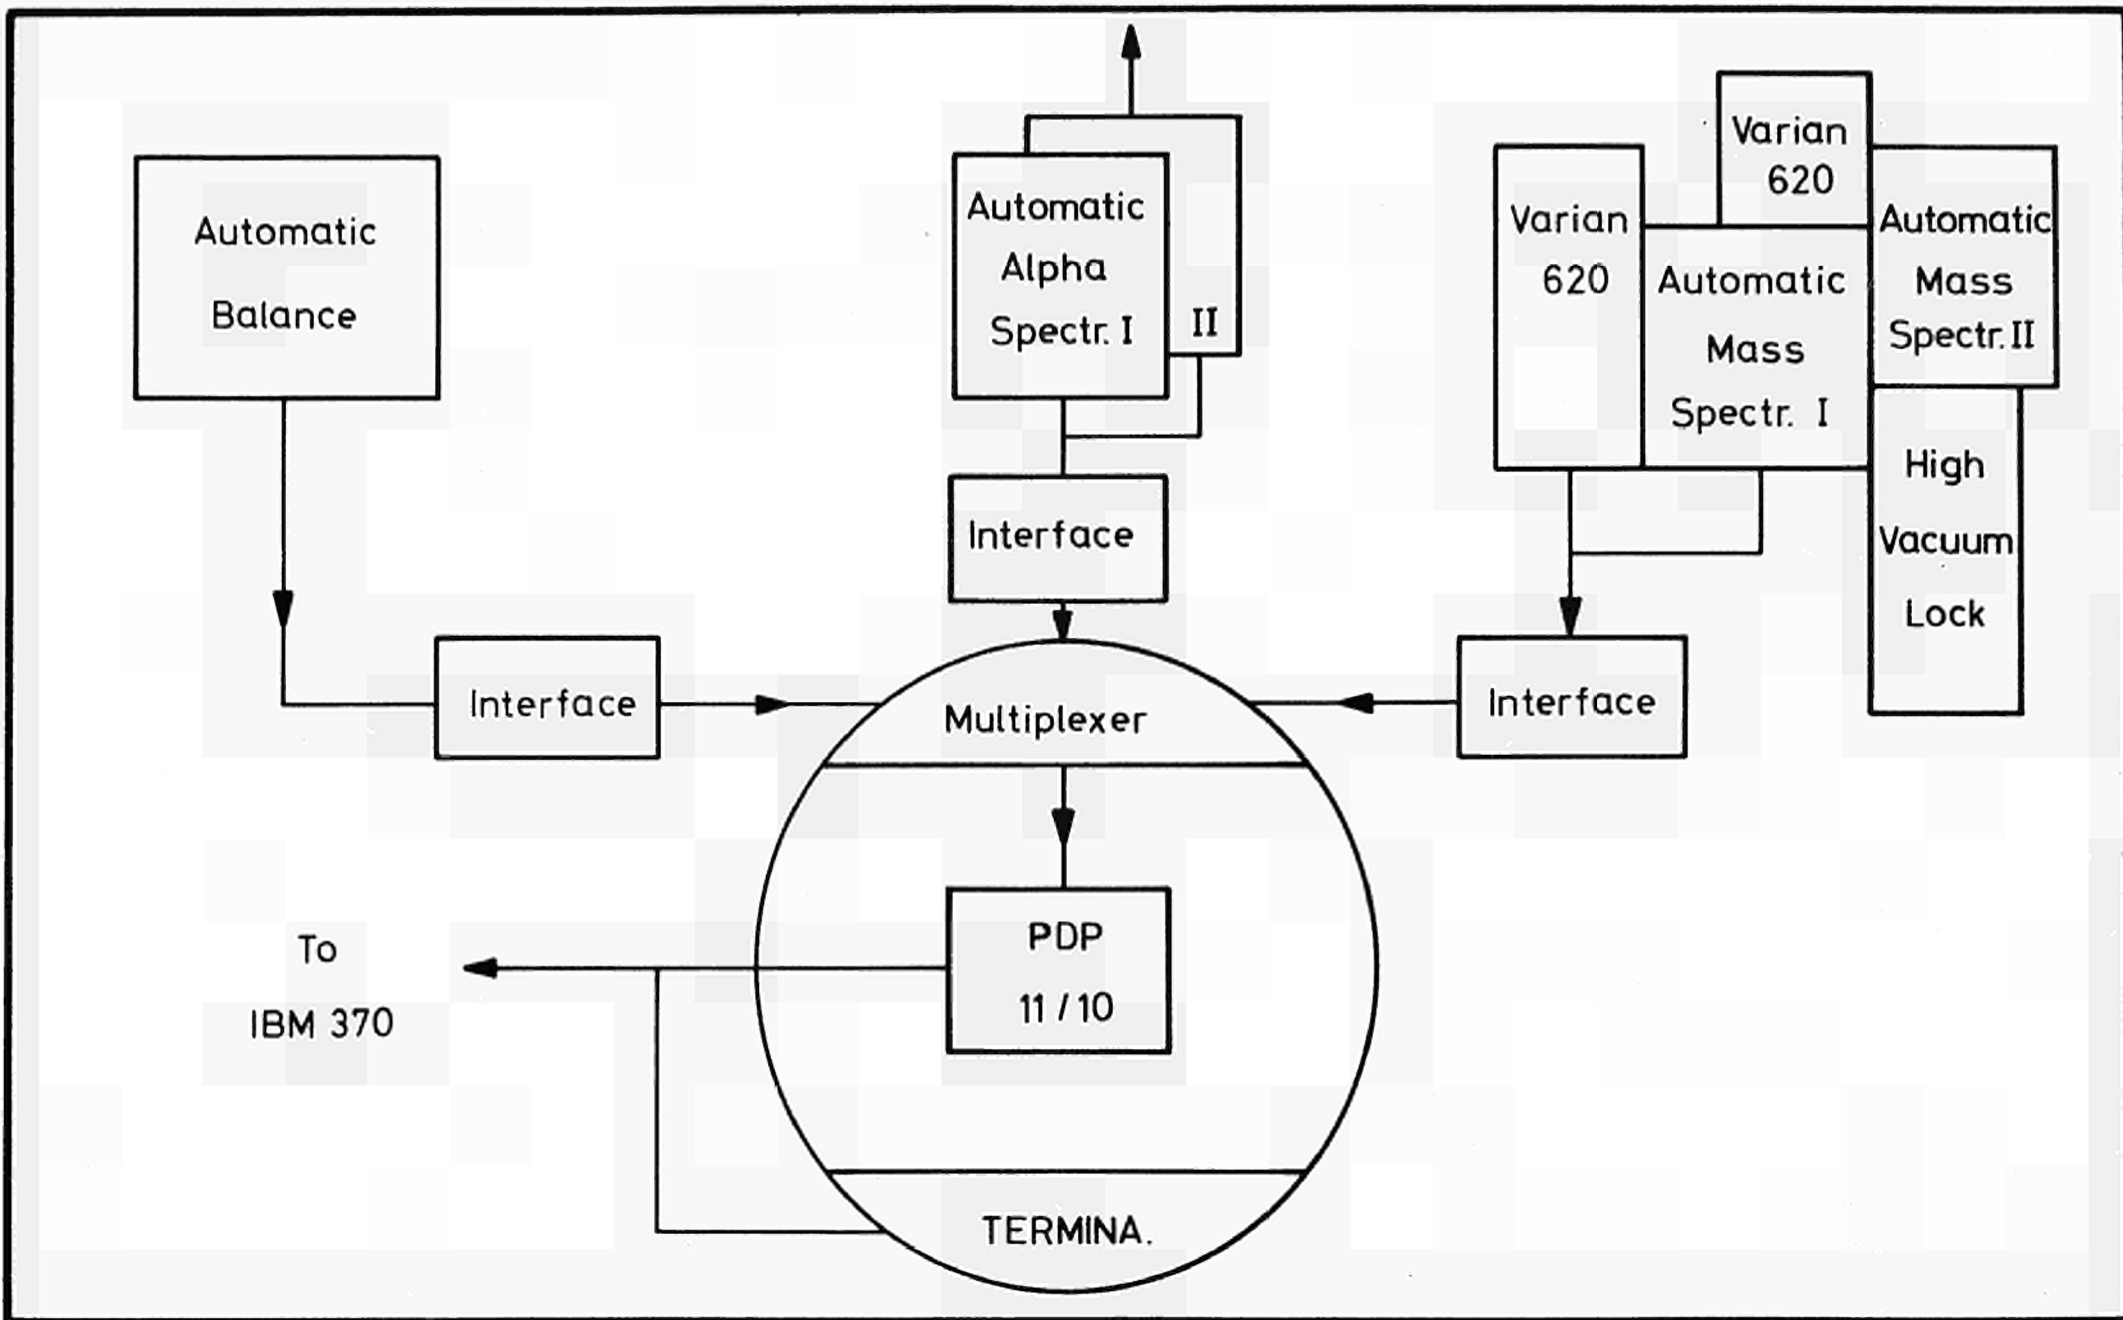 Automatic
Balance
Automatic
Alpha
Spectr. I
II
Varian
620
Varian
620
Automatic
Mass
Spectr. I
Automatic
Mass
Spectr. II
High
Vacuum
Lock
Interface
Interface
Interface
Multiplexer
PDP
11 / 10
To
IBM 370
TERMINA.